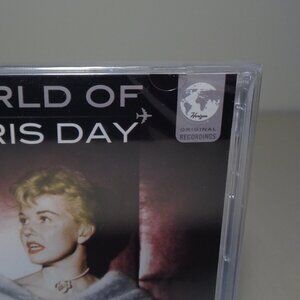 RLD OF
RIS DAY
ORIGINAL
RECORDINGS